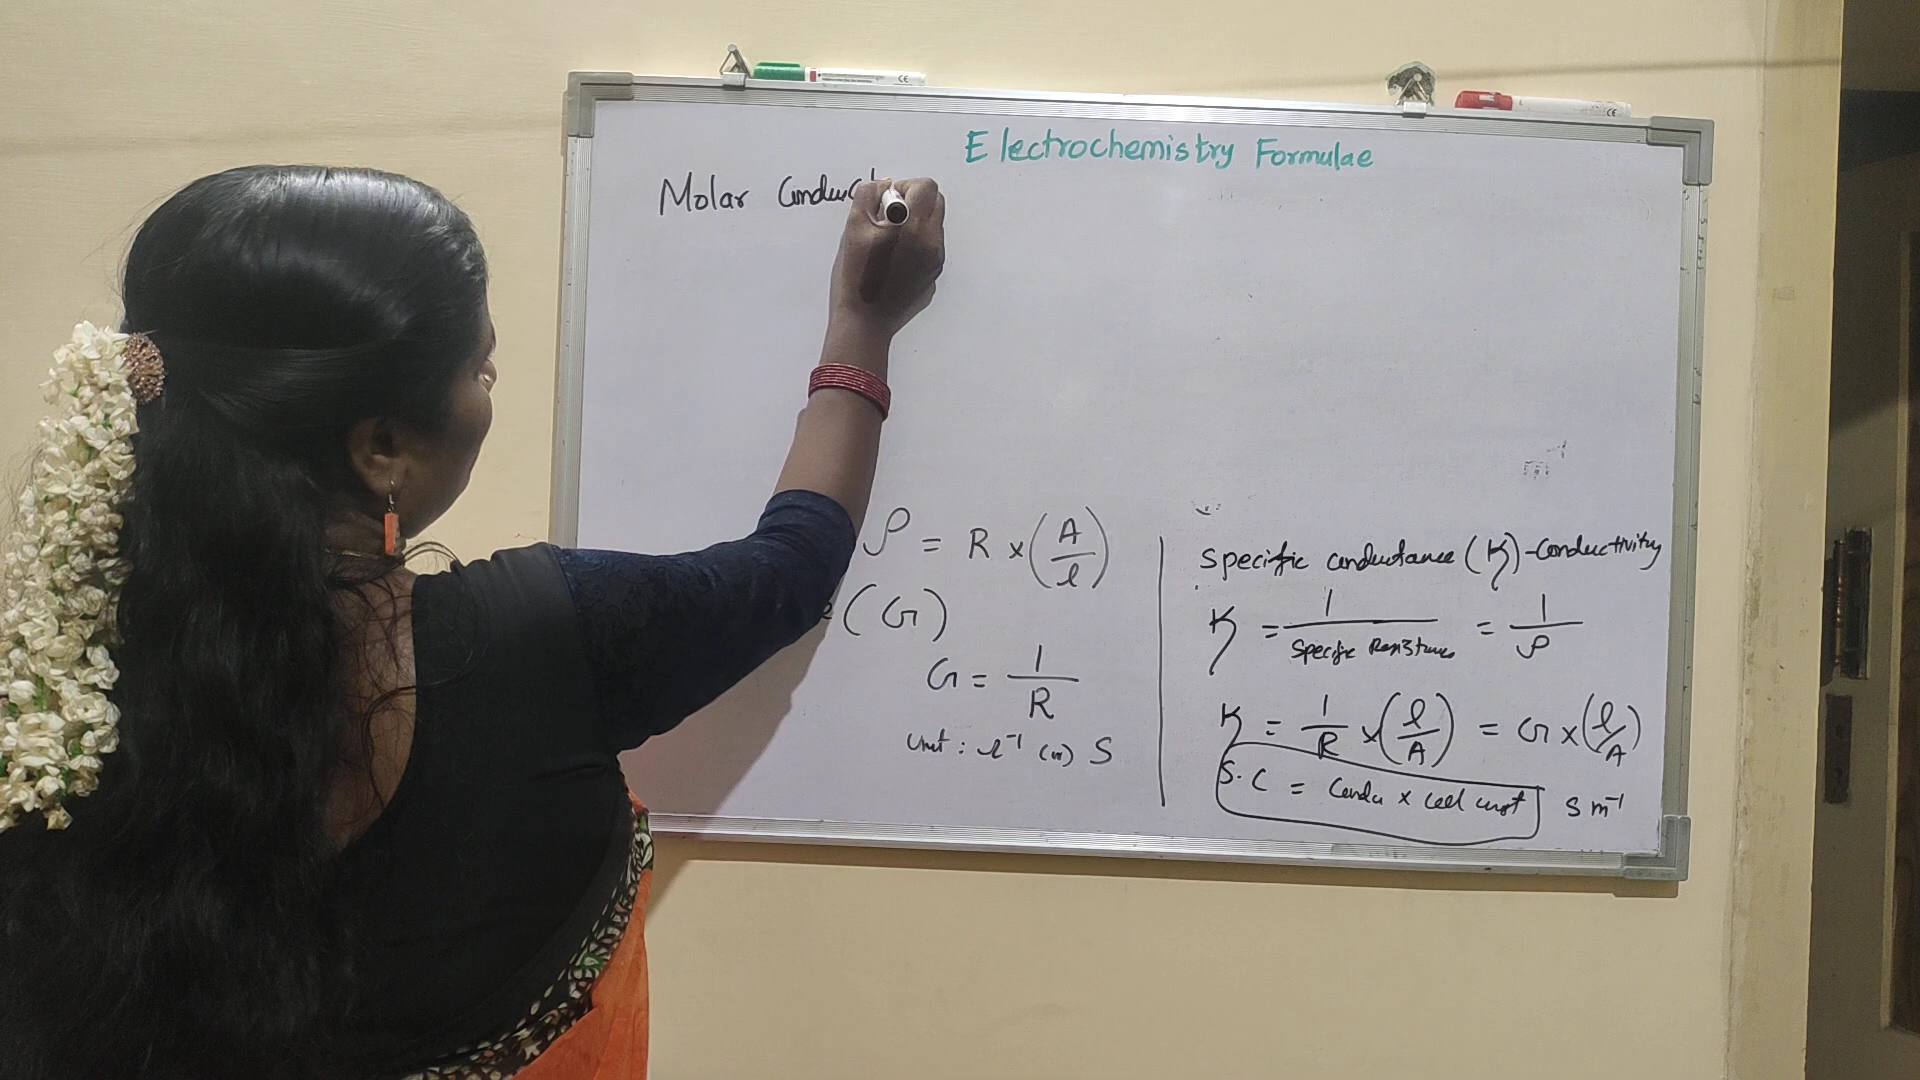 Electrochemistry Formulae
Molar Conduct
ρ = R × (A/l)
(G)
G = 1/R
Unit : Ω⁻¹ (or) S
Specific conductance (K) - Conductivity
K = 1/Specific Resistance = 1/ρ
K = 1/R × (l/A) = G × (l/A)
S.C = Condu × cell const S m⁻¹